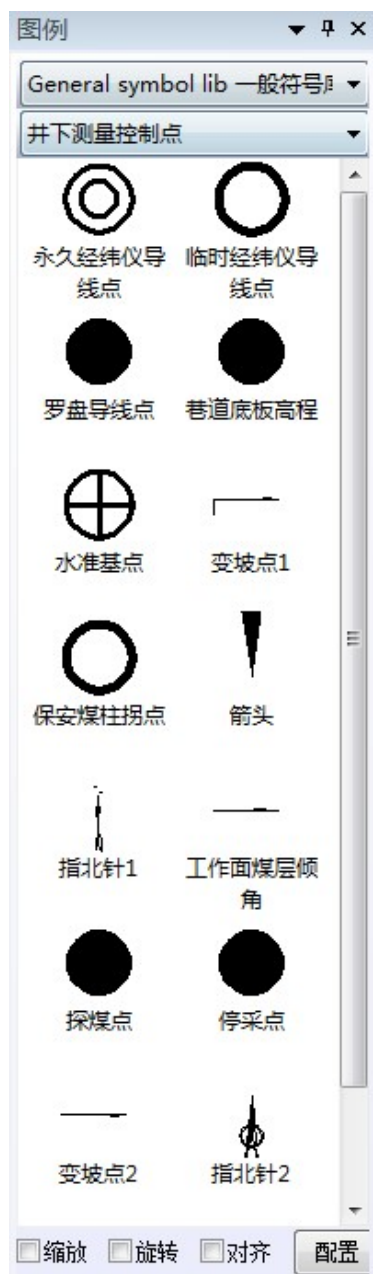 图例
General symbol lib 一般符号
井下测量控制点
永久经纬仪导
线点
临时经纬仪导
线点
罗盘导线点
巷道底板高程
水准基点
变坡点1
保安煤柱拐点
箭头
指北针1
工作面煤层倾
角
探煤点
停采点
变坡点2
指北针2
缩放 旋转 对齐 配置